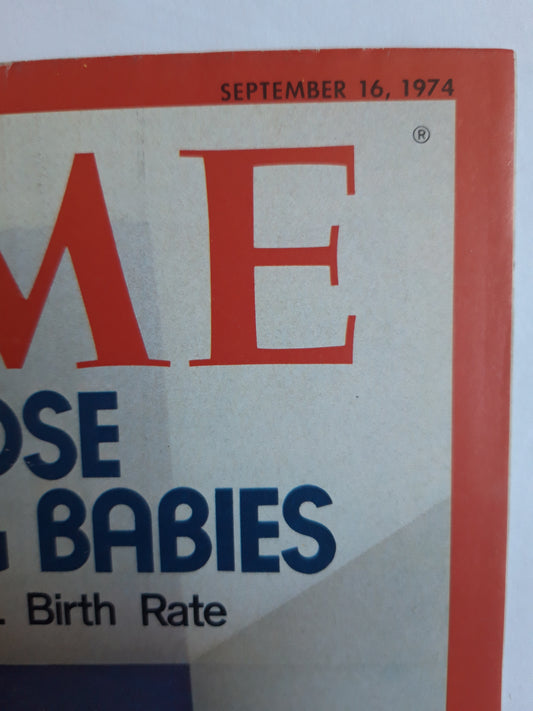 SEPTEMBER 16, 1974
®
ME
OSE
G BABIES
. Birth Rate